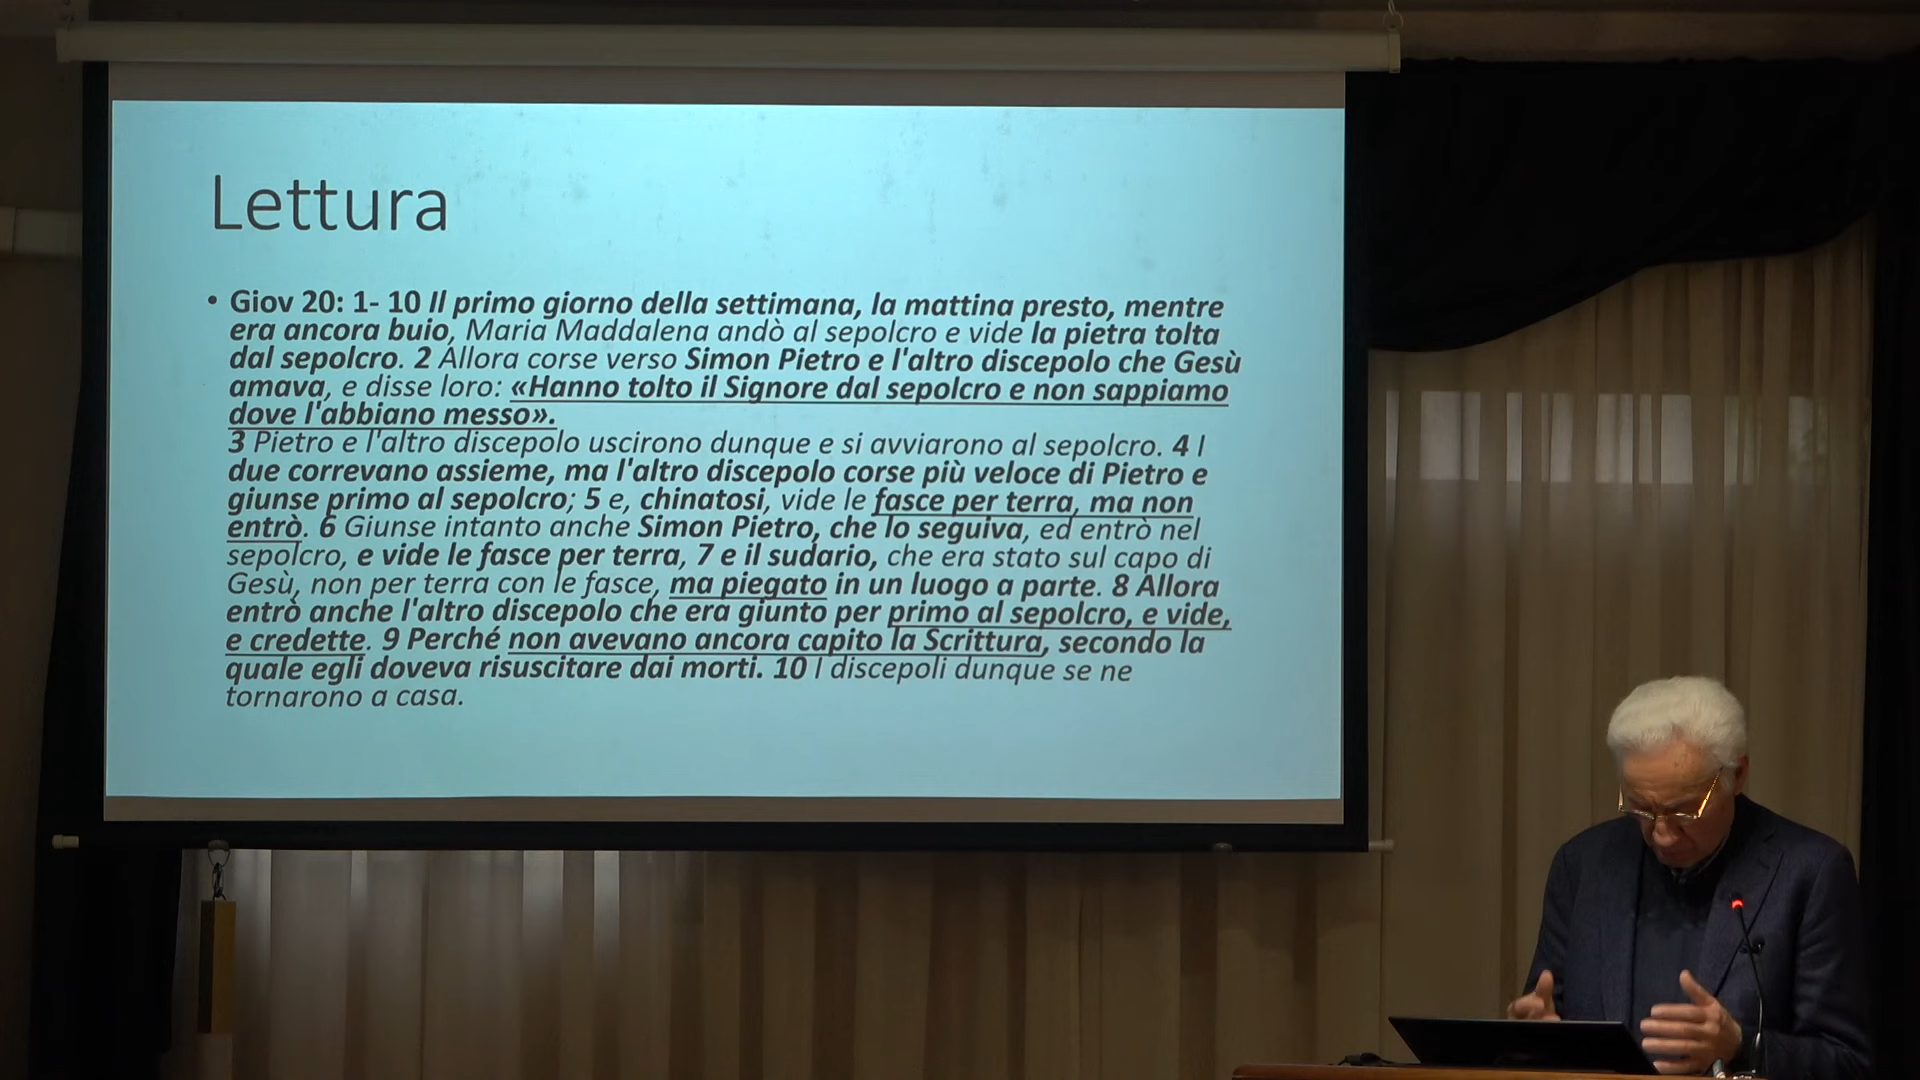 Lettura
• Giov 20: 1- 10 Il primo giorno della settimana, la mattina presto, mentre
era ancora buio, Maria Maddalena andò al sepolcro e vide la pietra tolta
dal sepolcro. 2 Allora corse verso Simon Pietro e l'altro discepolo che Gesù
amava, e disse loro: «Hanno tolto il Signore dal sepolcro e non sappiamo
dove l'abbiano messo».
3 Pietro e l'altro discepolo uscirono dunque e si avviarono al sepolcro. 4 I
due correvano assieme, ma l'altro discepolo corse più veloce di Pietro e
giunse primo al sepolcro; 5 e, chinatosi, vide le fasce per terra, ma non
entrò. 6 Giunse intanto anche Simon Pietro, che lo seguiva, ed entrò nel
sepolcro, e vide le fasce per terra, 7 e il sudario, che era stato sul capo di
Gesù, non per terra con le fasce, ma piegato in un luogo a parte. 8 Allora
entrò anche l'altro discepolo che era giunto per primo al sepolcro, e vide,
e credette. 9 Perché non avevano ancora capito la Scrittura, secondo la
quale egli doveva risuscitare dai morti. 10 I discepoli dunque se ne
tornarono a casa.